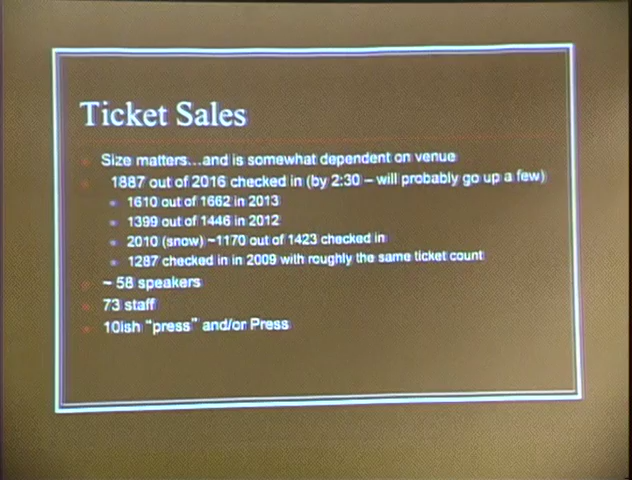 Ticket Sales
Size matters...and is somewhat dependent on venue
1887 out of 2016 checked in (by 2:30 – will probably go up a few)
1610 out of 1662 in 2013
1399 out of 1446 in 2012
2010 (snow) ~1170 out of 1423 checked in
1287 checked in in 2009 with roughly the same ticket count
~ 58 speakers
73 staff
10ish “press” and/or Press